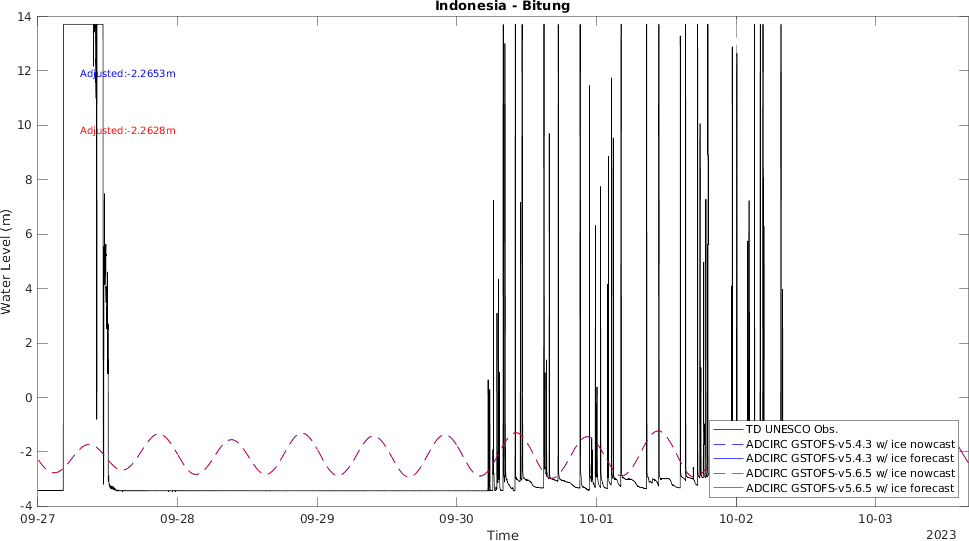 Indonesia - Bitung
14
12
10
8
6
4
2
0
-2
-4
Water Level (m)
Adjusted:-2.2653m
Adjusted:-2.2628m
TD UNESCO Obs.
ADCIRC GSTOFS-v5.4.3 w/ ice nowcast
ADCIRC GSTOFS-v5.4.3 w/ ice forecast
ADCIRC GSTOFS-v5.6.5 w/ ice nowcast
ADCIRC GSTOFS-v5.6.5 w/ ice forecast
09-27 09-28 09-29 09-30 10-01 10-02 10-03
Time
2023